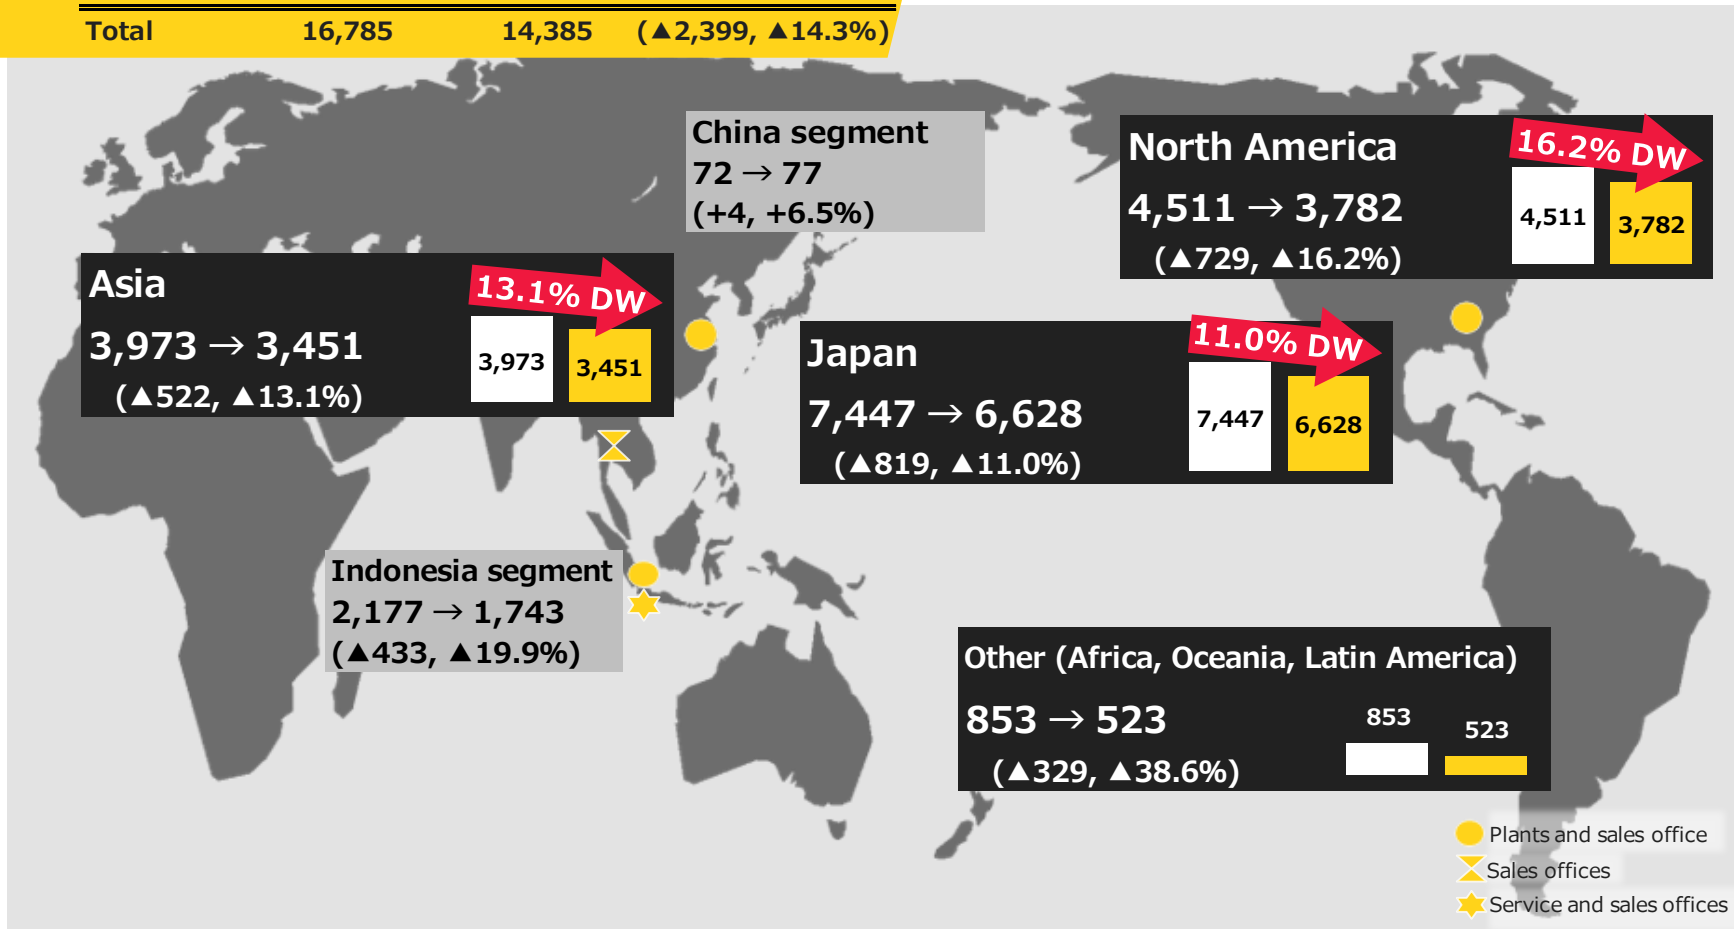 Total 16,785 14,385 (▲2,399, ▲14.3%)
China segment
72 → 77
(+4, +6.5%)
North America
4,511 → 3,782
(▲729, ▲16.2%)
16.2% DW
4,511 3,782
Asia
3,973 → 3,451
(▲522, ▲13.1%)
13.1% DW
3,973 3,451
Japan
7,447 → 6,628
(▲819, ▲11.0%)
11.0% DW
7,447 6,628
Indonesia segment
2,177 → 1,743
(▲433, ▲19.9%)
Other (Africa, Oceania, Latin America)
853 → 523
(▲329, ▲38.6%)
853 523
Plants and sales office
Sales offices
Service and sales offices